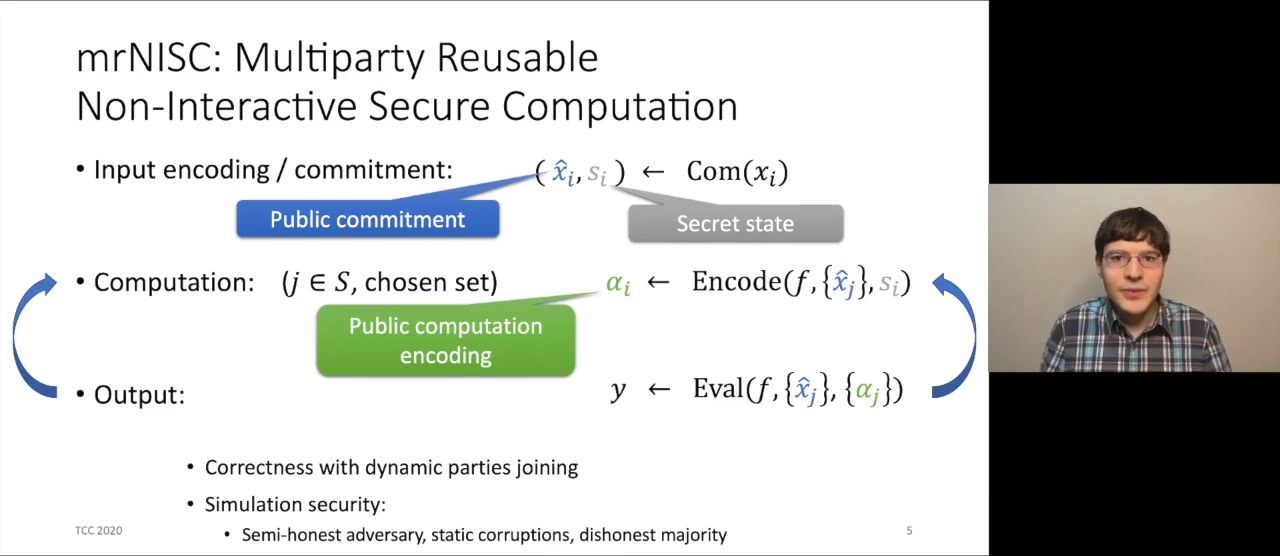 mrNISC: Multiparty Reusable
Non-Interactive Secure Computation
• Input encoding / commitment: (x̂ᵢ, sᵢ) ← Com(xᵢ)
Public commitment
Secret state
• Computation: (j ∈ S, chosen set) αᵢ ← Encode(f, {x̂ⱼ}, sᵢ)
Public computation
encoding
• Output: y ← Eval(f, {x̂ⱼ}, {αⱼ})
• Correctness with dynamic parties joining
• Simulation security:
• Semi-honest adversary, static corruptions, dishonest majority
TCC 2020
5